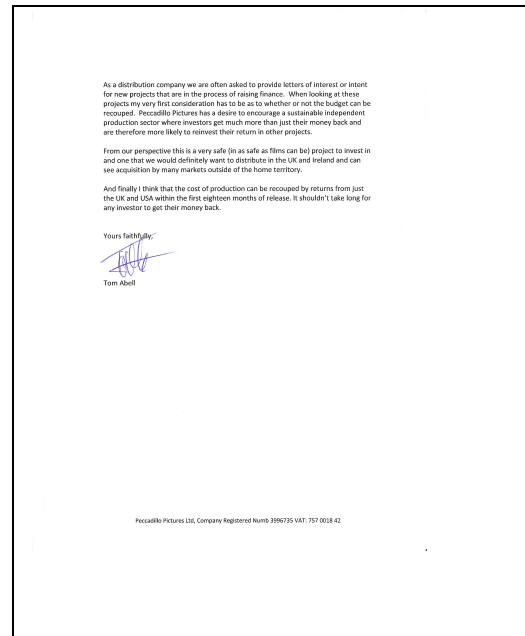 As a distribution company we are often asked to provide letters of interest or intent
for new projects that are in the process of raising finance.  When looking at these
projects my very first consideration has to be as to whether or not the budget can be
recouped.  Peccadillo Pictures has a desire to encourage a sustainable independent
production sector where investors get much more than just their money back and
are therefore more likely to reinvest their return in other projects.
From our perspective this is a very safe (in as safe as films can be) project to invest in
and one that we would definitely want to distribute in the UK and Ireland and can
see acquisition by many markets outside of the home territory.
And finally I think that the cost of production can be recouped by returns from just
the UK and USA within the first eighteen months of release. It shouldn't take long for
any investor to get their money back.
Yours faithfully,
Tom Abell
Peccadillo Pictures Ltd, Company Registered Numb 3996735 VAT: 757 0018 42